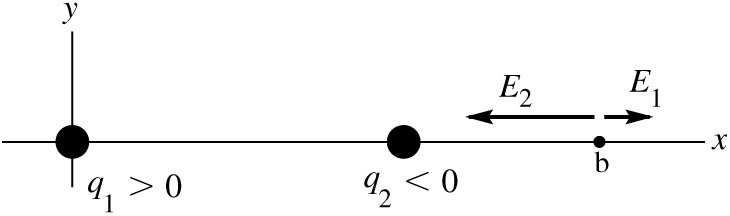 y
E₂ E₁
x
b
q₁ > 0 q₂ < 0